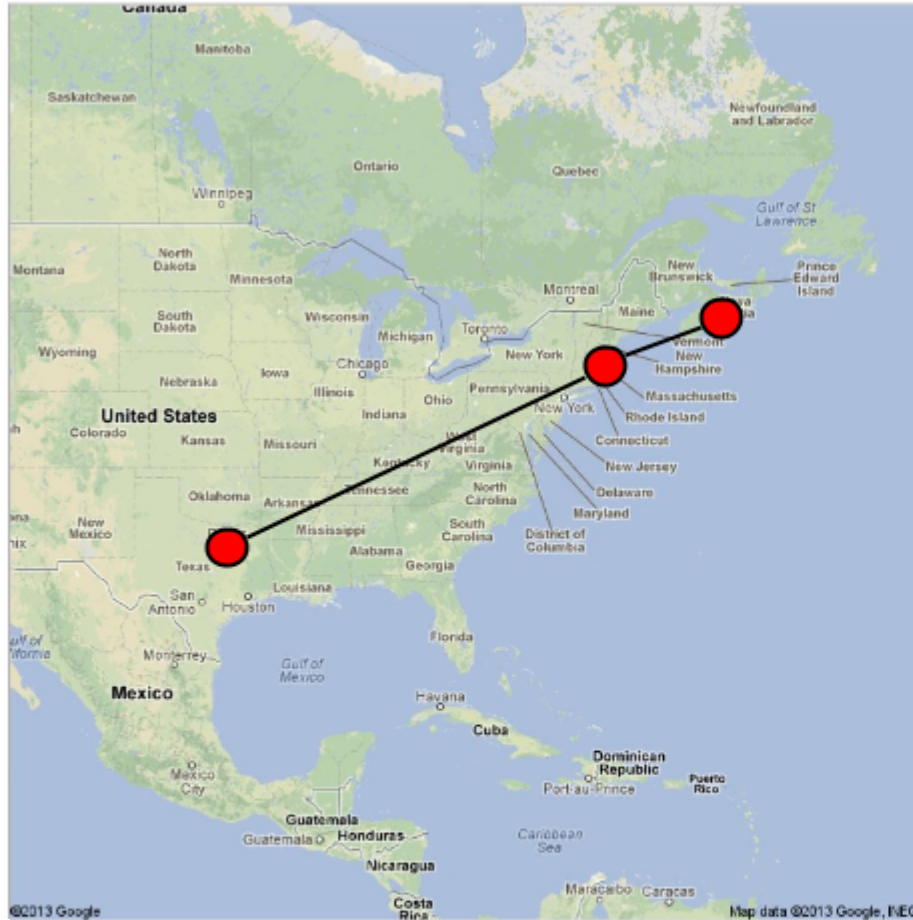 Canada
Manitoba
Saskatchewan
Newfoundland
and Labrador
Ontario
Quebec
Winnipeg
Gulf of St
Lawrence
North
Dakota
Montana
Minnesota
New
Brunswick
Prince
Edward
Island
Montreal
Maine
South
Dakota
Wisconsin
Michigan
Toronto
Vermont
New
Hampshire
Wyoming
Chicago
New York
Iowa
Nebraska
Illinois
Ohio
Pennsylvania
Massachusetts
New York
Rhode Island
Indiana
United States
Colorado
Kansas
Missouri
West
Virginia
Connecticut
Kentucky
Virginia
New Jersey
Oklahoma
Arkansas
Tennessee
North
Carolina
Delaware
Maryland
New
Mexico
Mississippi
South
Carolina
District of
Columbia
Alabama
Georgia
Texas
San
Antonio
Houston
Louisiana
Florida
Monterrey
Gulf of
Mexico
Mexico
Havana
Cuba
Mexico
City
Dominican
Republic
Port-au-Prince
Puerto
Rico
Guatemala
Guatemala
Honduras
Caribbean
Sea
Nicaragua
Costa
Rica
Maracaibo
Caracas
©2013 Google
Map data ©2013 Google, INEG